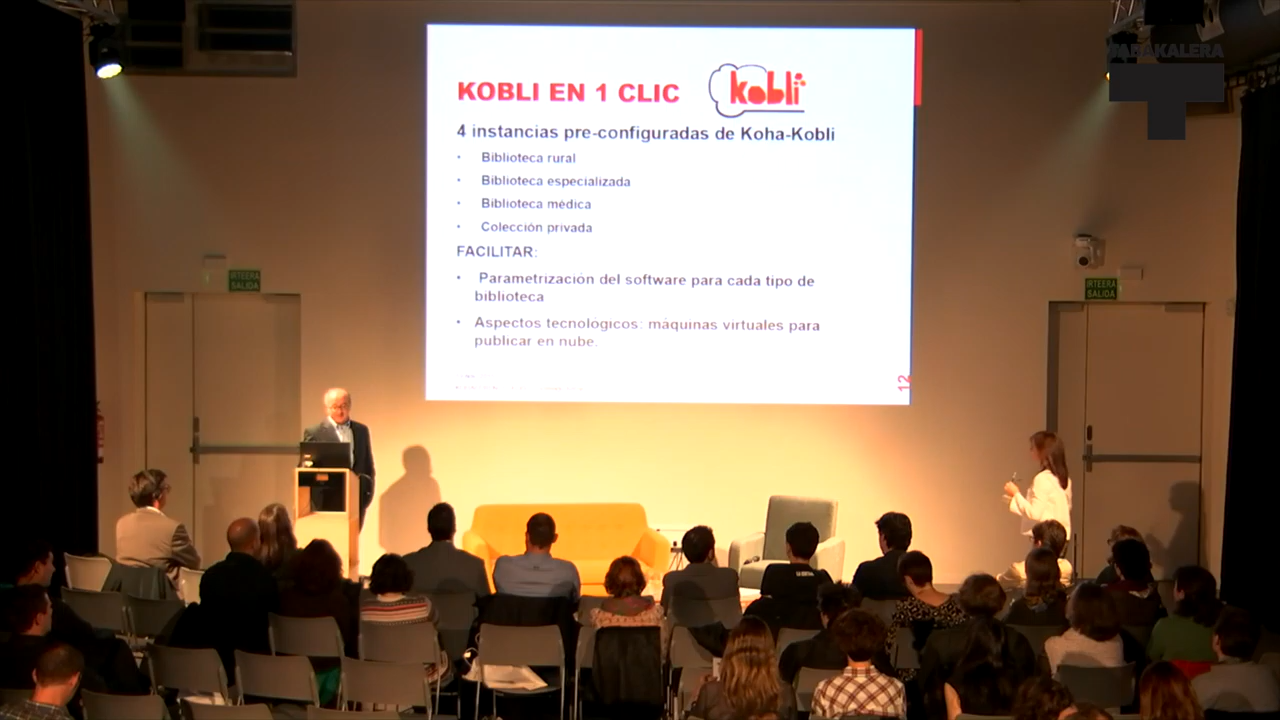 TABAKALERA
KOBLI EN 1 CLIC
kobli
4 instancias pre-configuradas de Koha-Kobli
• Biblioteca rural
• Biblioteca especializada
• Biblioteca médica
• Colección privada
FACILITAR:
• Parametrización del software para cada tipo de
biblioteca
• Aspectos tecnológicos: máquinas virtuales para
publicar en nube.
12
IRTEERA
SALIDA
IRTEERA
SALIDA